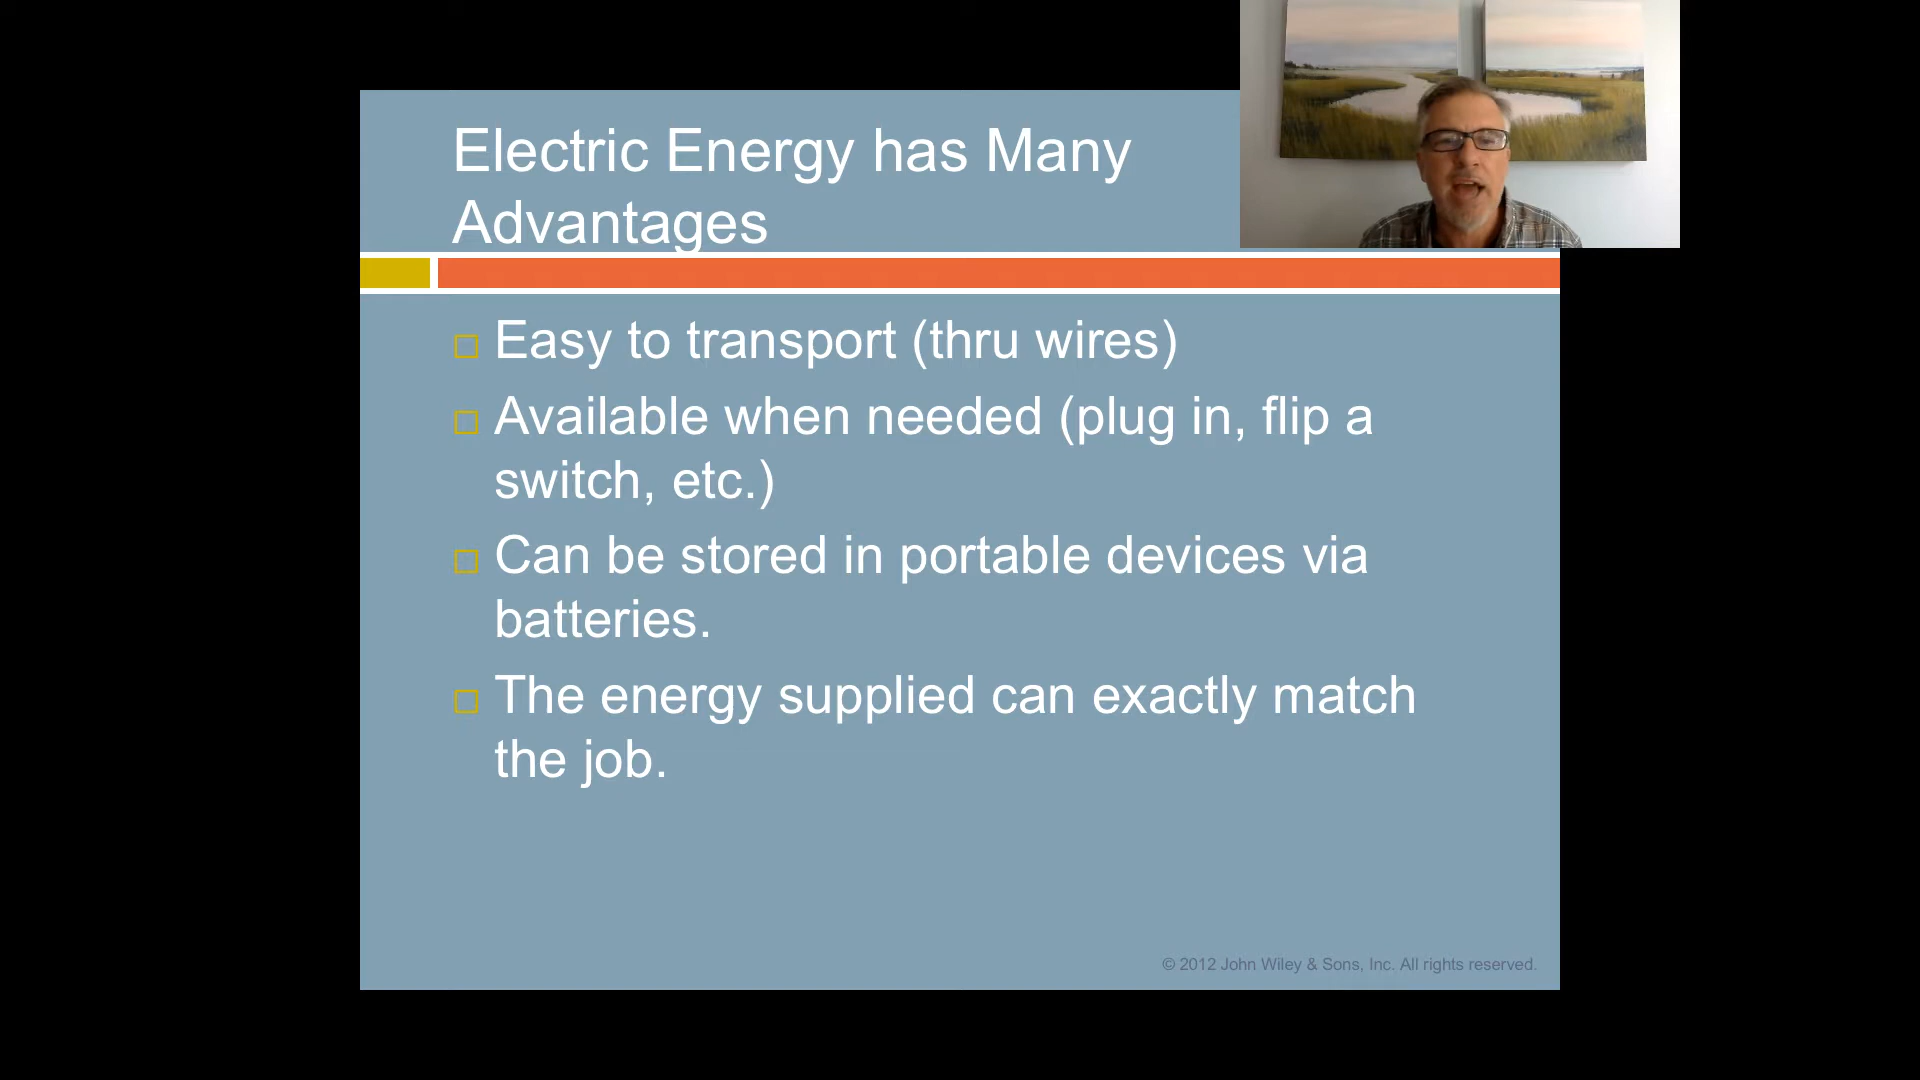 Electric Energy has Many
Advantages
Easy to transport (thru wires)
Available when needed (plug in, flip a
switch, etc.)
Can be stored in portable devices via
batteries.
The energy supplied can exactly match
the job.
© 2012 John Wiley & Sons, Inc. All rights reserved.